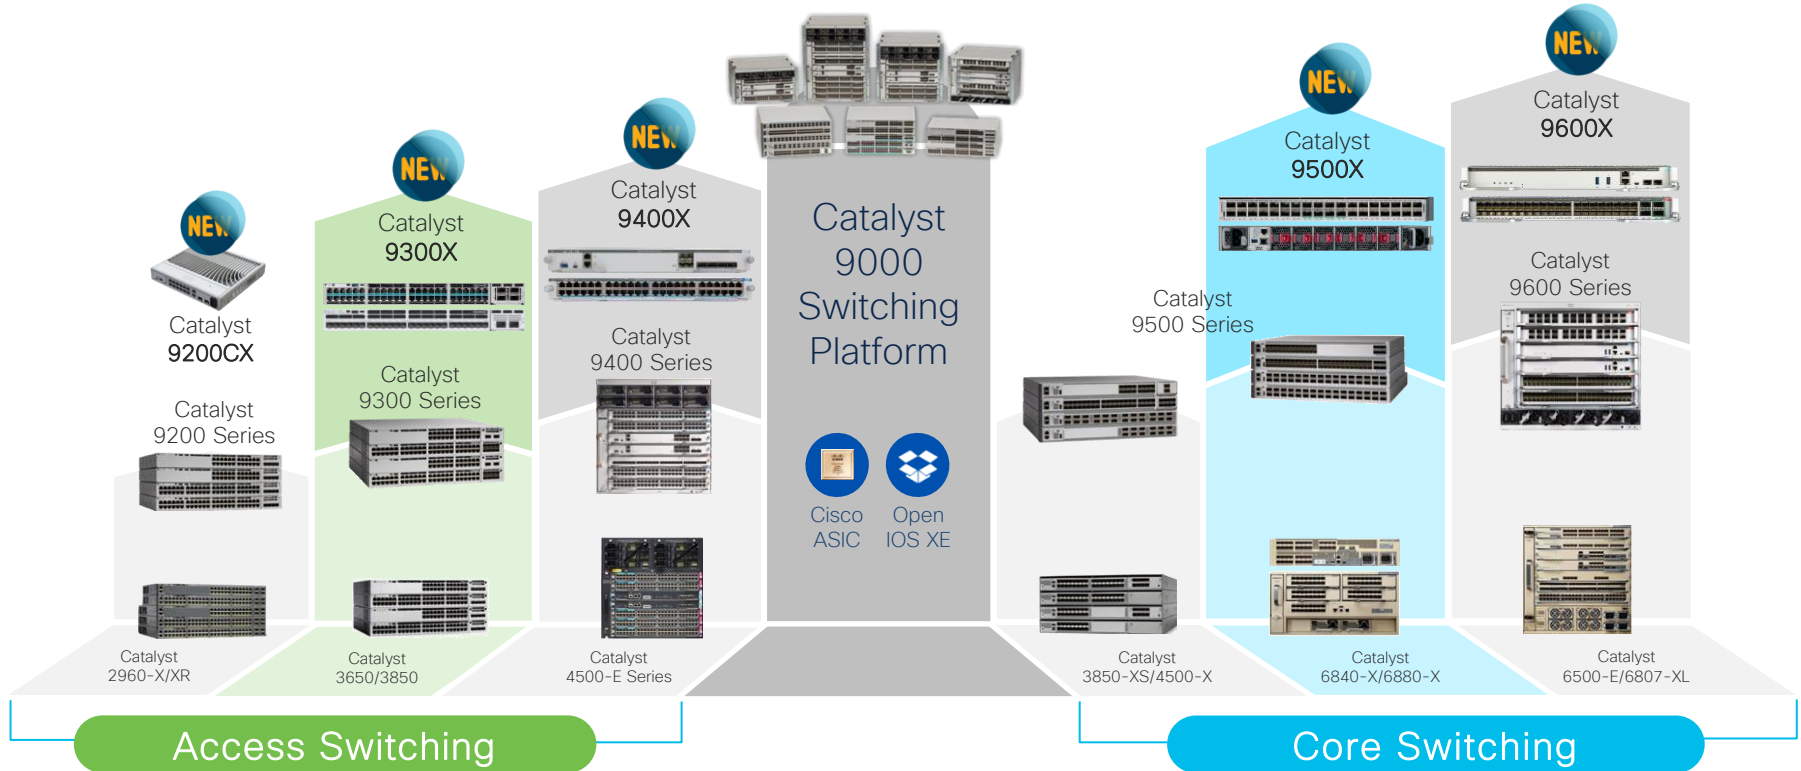 NEW
Catalyst
9200CX
Catalyst
9200 Series
Catalyst
2960-X/XR
NEW
Catalyst
9300X
Catalyst
9300 Series
Catalyst
3650/3850
NEW
Catalyst
9400X
Catalyst
9400 Series
Catalyst
4500-E Series
Catalyst
9000
Switching
Platform
Cisco
ASIC
Open
IOS XE
Catalyst
9500 Series
Catalyst
3850-XS/4500-X
NEW
Catalyst
9500X
Catalyst
6840-X/6880-X
NEW
Catalyst
9600X
Catalyst
9600 Series
Catalyst
6500-E/6807-XL
Access Switching
Core Switching